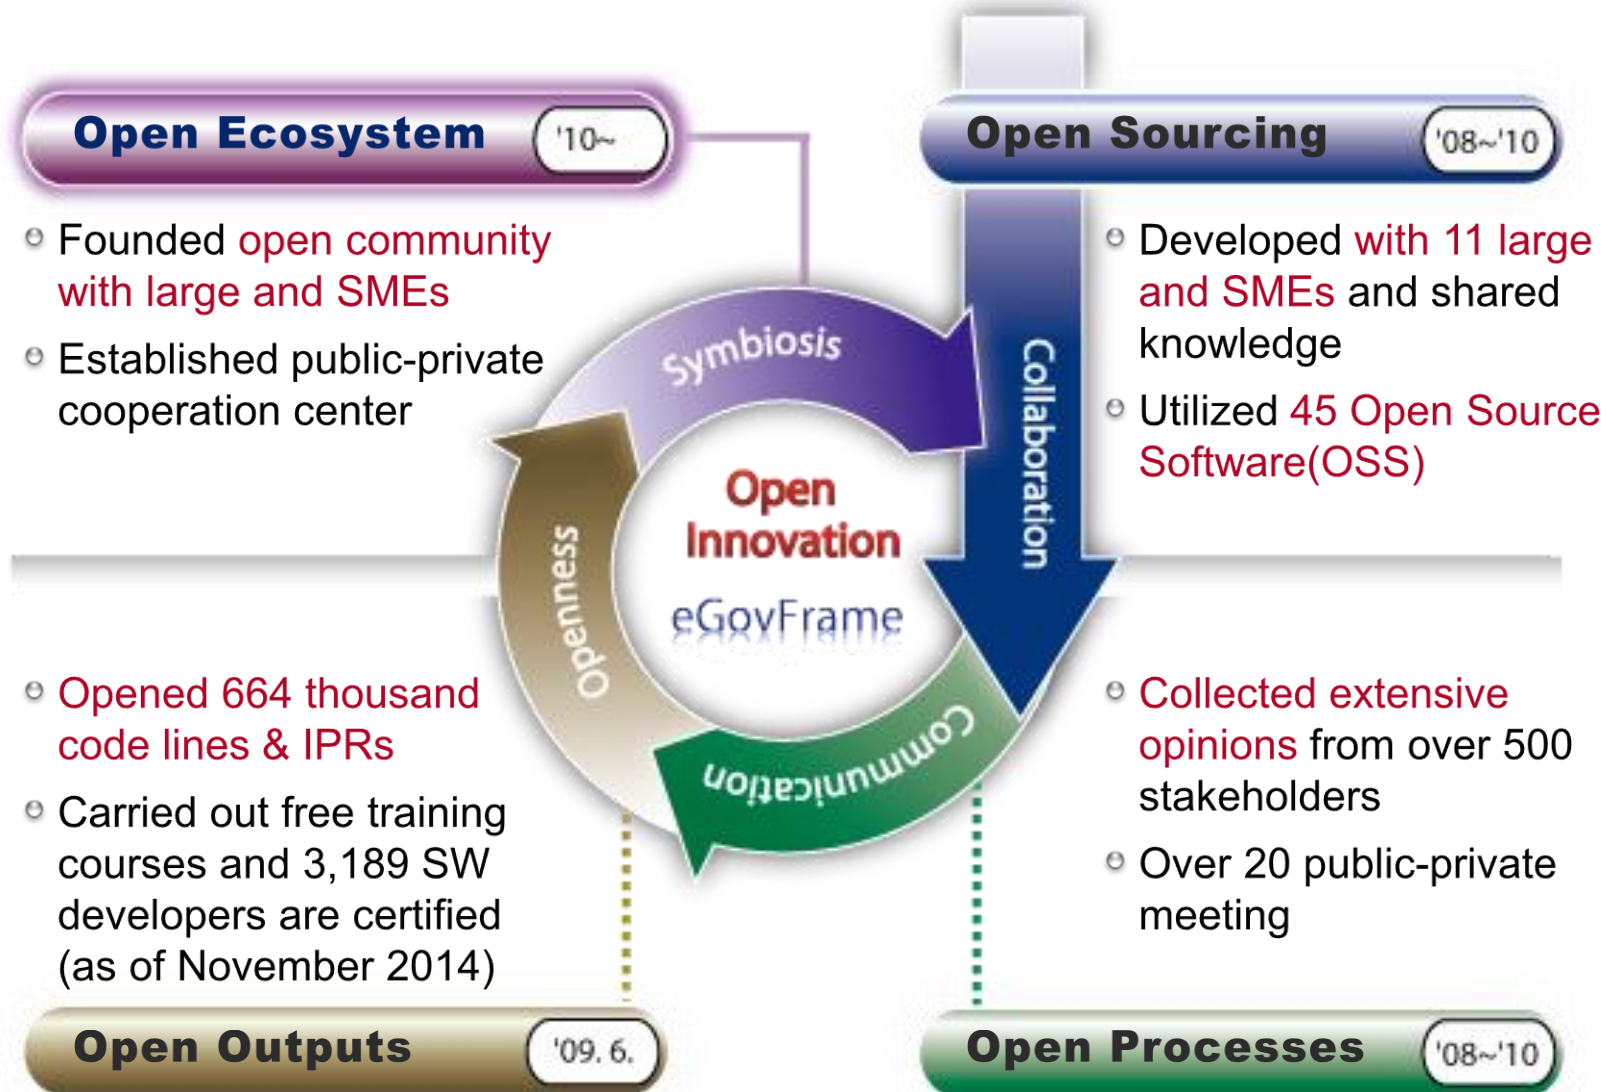 Open Ecosystem
'10~
Founded open community
with large and SMEs
Established public-private
cooperation center
Open Sourcing
'08~'10
Developed with 11 large
and SMEs and shared
knowledge
Utilized 45 Open Source
Software(OSS)
Symbiosis
Collaboration
Communication
Openness
Open
Innovation
eGovFrame
Opened 664 thousand
code lines & IPRs
Carried out free training
courses and 3,189 SW
developers are certified
(as of November 2014)
Open Outputs
'09. 6.
Collected extensive
opinions from over 500
stakeholders
Over 20 public-private
meeting
Open Processes
'08~'10